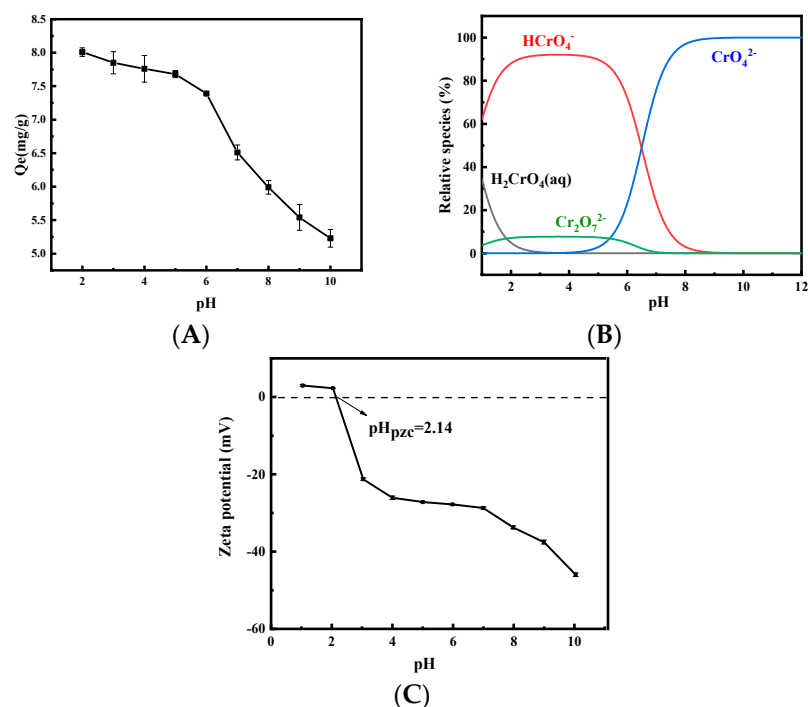 8.5
8.0
7.5
7.0
6.5
6.0
5.5
5.0
Qe(mg/g)
2 4 6 8 10
pH
(A)
100
80
60
40
20
0
Relative species (%)
HCrO₄⁻
CrO₄²⁻
H₂CrO₄(aq)
Cr₂O₇²⁻
2 4 6 8 10 12
pH
(B)
0
-20
-40
-60
Zeta potential (mV)
pHpzc=2.14
0 2 4 6 8 10
pH
(C)